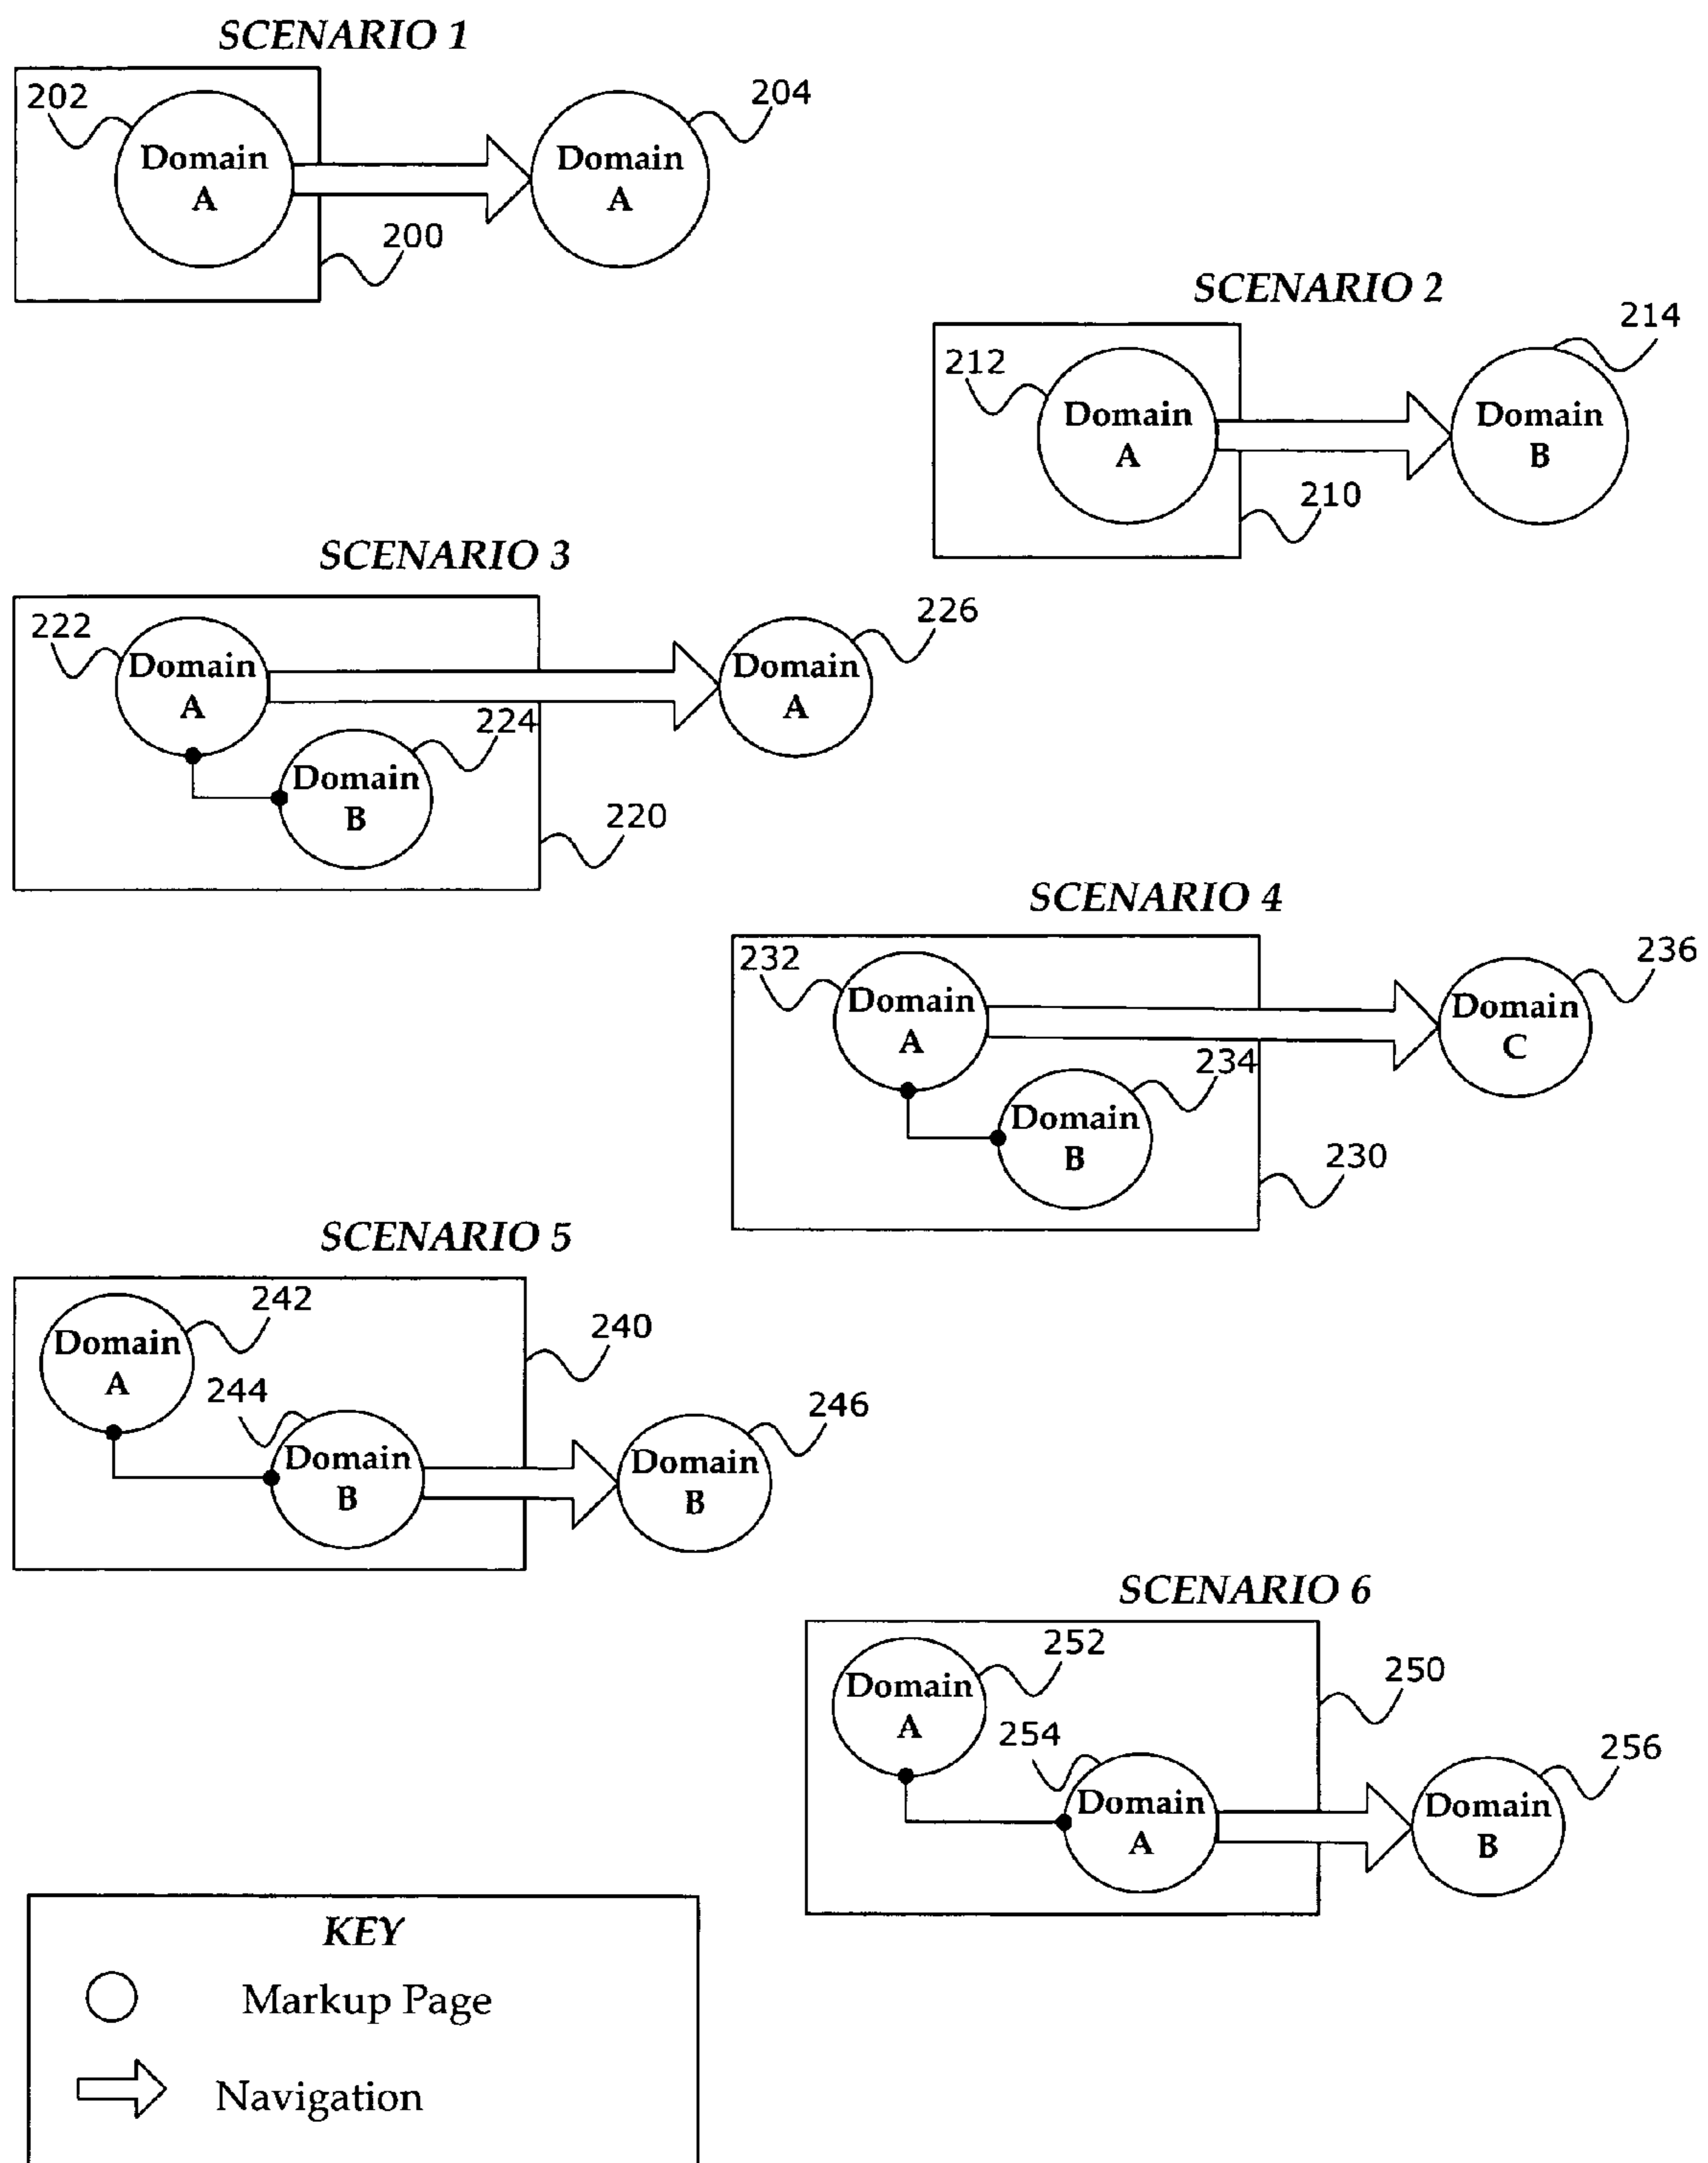 SCENARIO 1
202
Domain
A
204
Domain
A
200
SCENARIO 2
214
212
Domain
A
Domain
B
210
SCENARIO 3
222
Domain
A
226
Domain
A
224
Domain
B
220
SCENARIO 4
232
Domain
A
236
Domain
C
234
Domain
B
230
SCENARIO 5
242
Domain
A
240
244
Domain
B
246
Domain
B
SCENARIO 6
252
Domain
A
250
254
Domain
A
256
Domain
B
KEY
Markup Page
Navigation